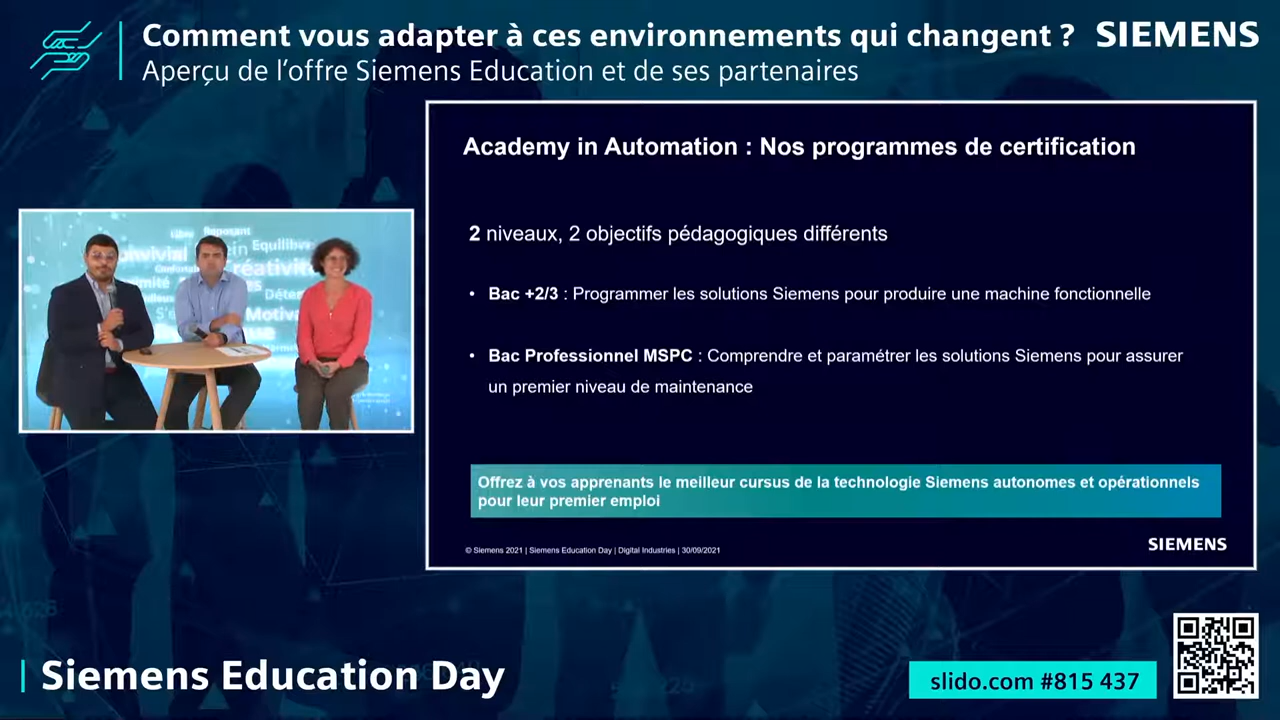 Comment vous adapter à ces environnements qui changent ?
SIEMENS
Aperçu de l'offre Siemens Education et de ses partenaires
Academy in Automation : Nos programmes de certification
2 niveaux, 2 objectifs pédagogiques différents
• Bac +2/3 : Programmer les solutions Siemens pour produire une machine fonctionnelle
• Bac Professionnel MSPC : Comprendre et paramétrer les solutions Siemens pour assurer
un premier niveau de maintenance
Offrez à vos apprenants le meilleur cursus de la technologie Siemens autonomes et opérationnels
pour leur premier emploi
© Siemens 2021 | Siemens Education Day | Digital Industries | 30/09/2021
SIEMENS
Libre
Reposant
Equilibre
Siemens Education Day
slido.com #815 437